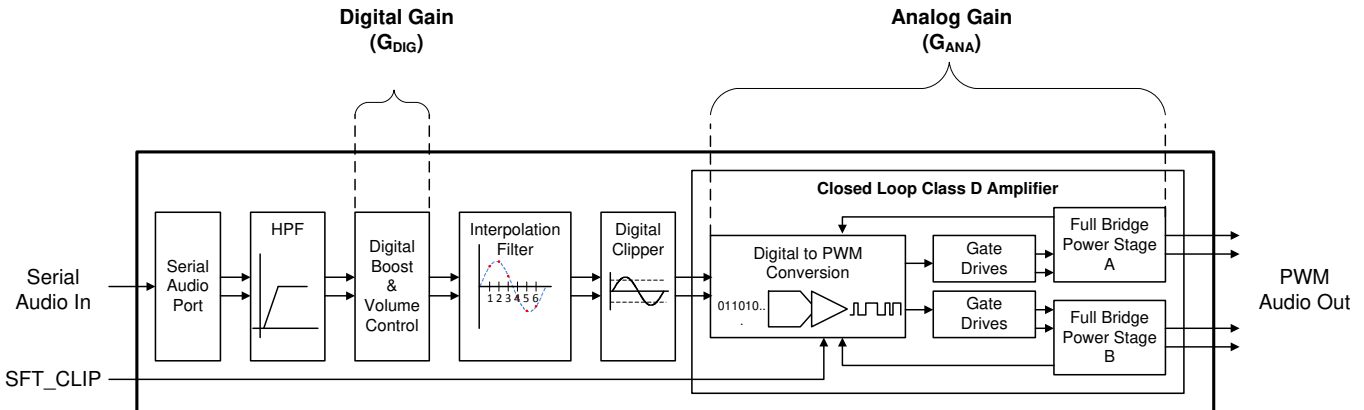 Digital Gain
(GDIG)
Analog Gain
(GANA)
Closed Loop Class D Amplifier
Serial
Audio In
Serial
Audio
Port
HPF
Digital
Boost
&
Volume
Control
Interpolation
Filter
1 2 3 4 5 6
Digital
Clipper
Digital to PWM
Conversion
011010..
.
Gate
Drives
Gate
Drives
Full Bridge
Power Stage
A
Full Bridge
Power Stage
B
PWM
Audio Out
SFT_CLIP